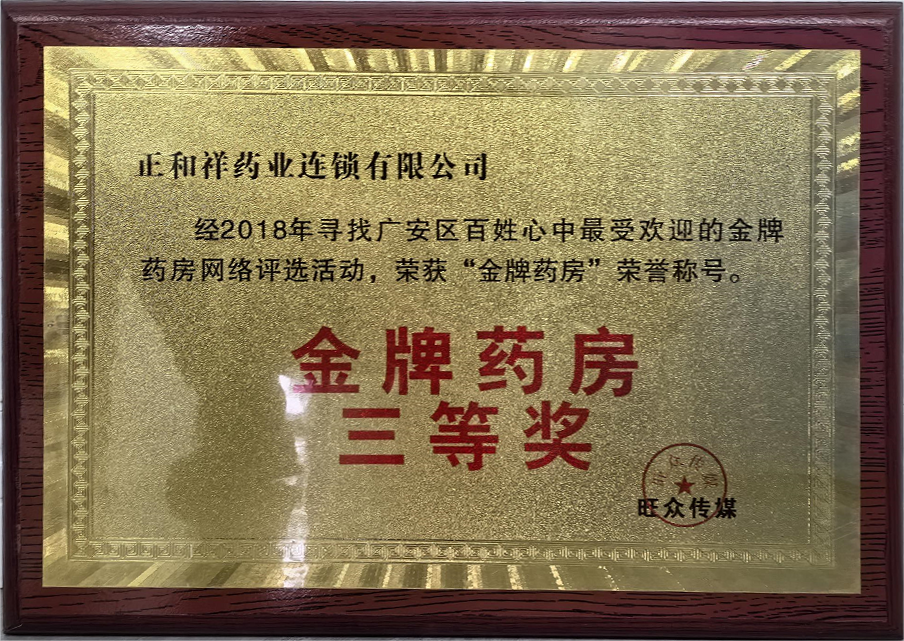 正和祥药业连锁有限公司
经2018年寻找广安区百姓心中最受欢迎的金牌
药房网络评选活动，荣获“金牌药房”荣誉称号。
金牌药房
三等奖
旺众传媒